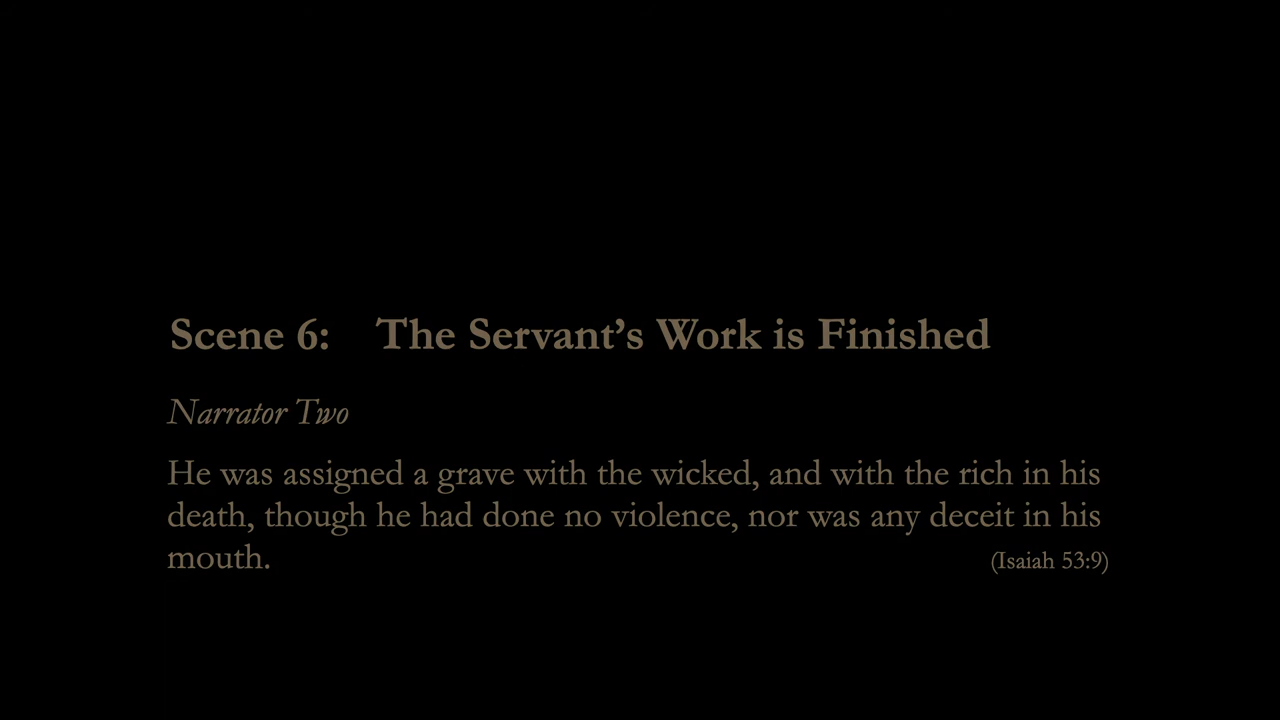 Scene 6: The Servant’s Work is Finished
Narrator Two
He was assigned a grave with the wicked, and with the rich in his
death, though he had done no violence, nor was any deceit in his
mouth. (Isaiah 53:9)